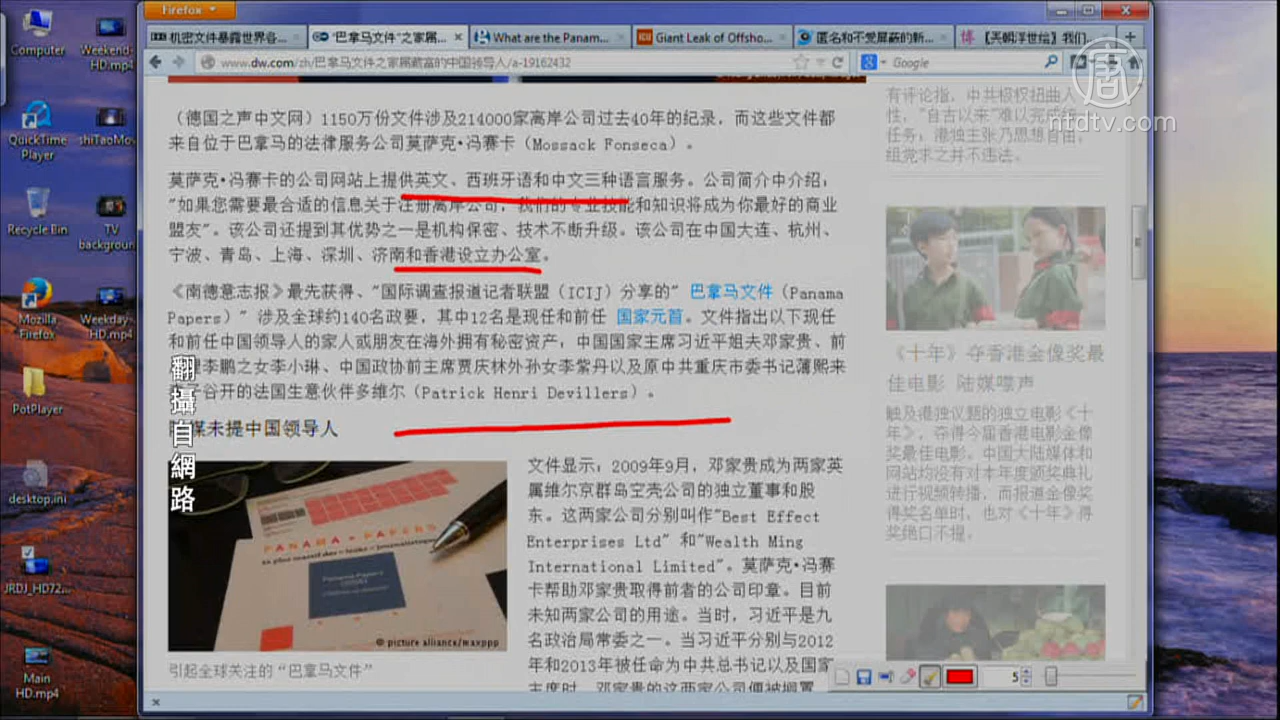 Firefox
机密文件暴露世界各...
"巴拿马文件"之家属...
What are the Panam...
Giant Leak of Offsho...
匿名和不受屏蔽的新...
www.dw.com/zh/巴拿马文件之家属藏富的中国领导人/a-19162432
Google
ntdtv.com
Computer
Weekend-
HD.mp4
QuickTime
Player
shiTaoMov
Recycle Bin
TV
backgroun
Mozilla
Firefox
Weekday-
HD.mp4
PotPlayer
desktop.ini
JRDJ_HD72...
Main
HD.mp4
翻攝自網路
（德国之声中文网）1150万份文件涉及214000家离岸公司过去40年的纪录，而这些文件都
来自位于巴拿马的法律服务公司莫萨克•冯赛卡（Mossack Fonseca）。
莫萨克•冯赛卡的公司网站上提供英文、西班牙语和中文三种语言服务。公司简介中介绍：
"如果您需要最合适的信息关于注册离岸公司，我们的专业技能和知识将成为你最好的商业
盟友"。该公司还提到其优势之一是机构保密、技术不断升级。该公司在中国大连、杭州、
宁波、青岛、上海、深圳、济南和香港设立办公室。
《南德意志报》最先获得、"国际调查报道记者联盟（ICIJ）分享的" 巴拿马文件（Panama
Papers）" 涉及全球约140名政要，其中12名是现任和前任 国家元首。文件指出以下现任
和前任中国领导人的家人或朋友在海外拥有秘密资产，中国国家主席习近平姐夫邓家贵、前
李鹏之女李小琳、中国政协前主席贾庆林外孙女李紫丹以及原中共重庆市委书记薄熙来
谷开的法国生意伙伴多维尔（Patrick Henri Devillers）。
媒未提中国领导人
PANAMA PAPERS
© picture alliance/maxppp
引起全球关注的“巴拿马文件”
文件显示：2009年9月，邓家贵成为两家英
属维尔京群岛空壳公司的独立董事和股
东。这两家公司分别叫作"Best Effect
Enterprises Ltd" 和"Wealth Ming
International Limited"。莫萨克•冯赛
卡帮助邓家贵取得前者的公司印章。目前
未知两家公司的用途。当时，习近平是九
名政治局常委之一。当习近平分别与2012
年和2013年被任命为中共总书记以及国家
主席时，邓家贵的这两家公司便被搁置
有评论指，中共极权扭曲人
性，"自古以来"难以完成
任务；港独主张乃思想自由，
组党求之并不违法。
《十年》夺香港金像奖最
佳电影 陆媒噤声
触及港独议题的独立电影《十
年》，夺得今届香港电影金像
奖最佳电影。中国大陆媒体和
网站均没有对本年度颁奖典礼
进行视频转播，而报道金像奖
得奖名单时，也对《十年》得
奖绝口不提。
5